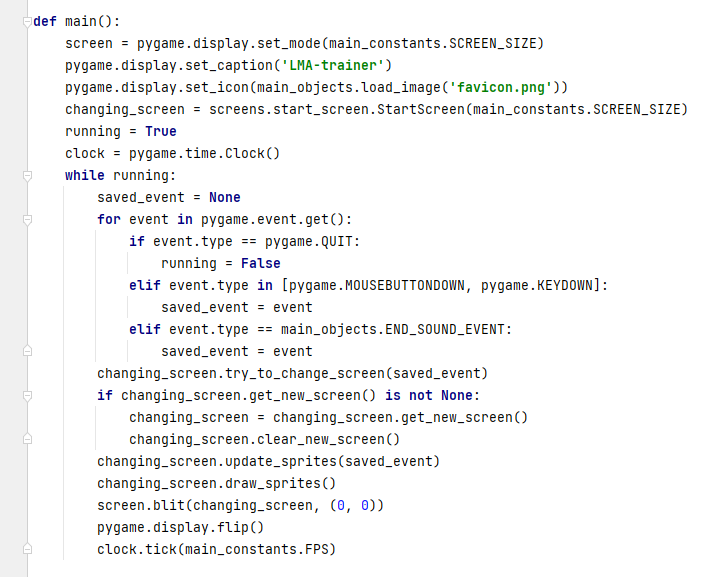 def main():
    screen = pygame.display.set_mode(main_constants.SCREEN_SIZE)
    pygame.display.set_caption('LMA-trainer')
    pygame.display.set_icon(main_objects.load_image('favicon.png'))
    changing_screen = screens.start_screen.StartScreen(main_constants.SCREEN_SIZE)
    running = True
    clock = pygame.time.Clock()
    while running:
        saved_event = None
        for event in pygame.event.get():
            if event.type == pygame.QUIT:
                running = False
            elif event.type in [pygame.MOUSEBUTTONDOWN, pygame.KEYDOWN]:
                saved_event = event
            elif event.type == main_objects.END_SOUND_EVENT:
                saved_event = event
        changing_screen.try_to_change_screen(saved_event)
        if changing_screen.get_new_screen() is not None:
            changing_screen = changing_screen.get_new_screen()
            changing_screen.clear_new_screen()
        changing_screen.update_sprites(saved_event)
        changing_screen.draw_sprites()
        screen.blit(changing_screen, (0, 0))
        pygame.display.flip()
        clock.tick(main_constants.FPS)